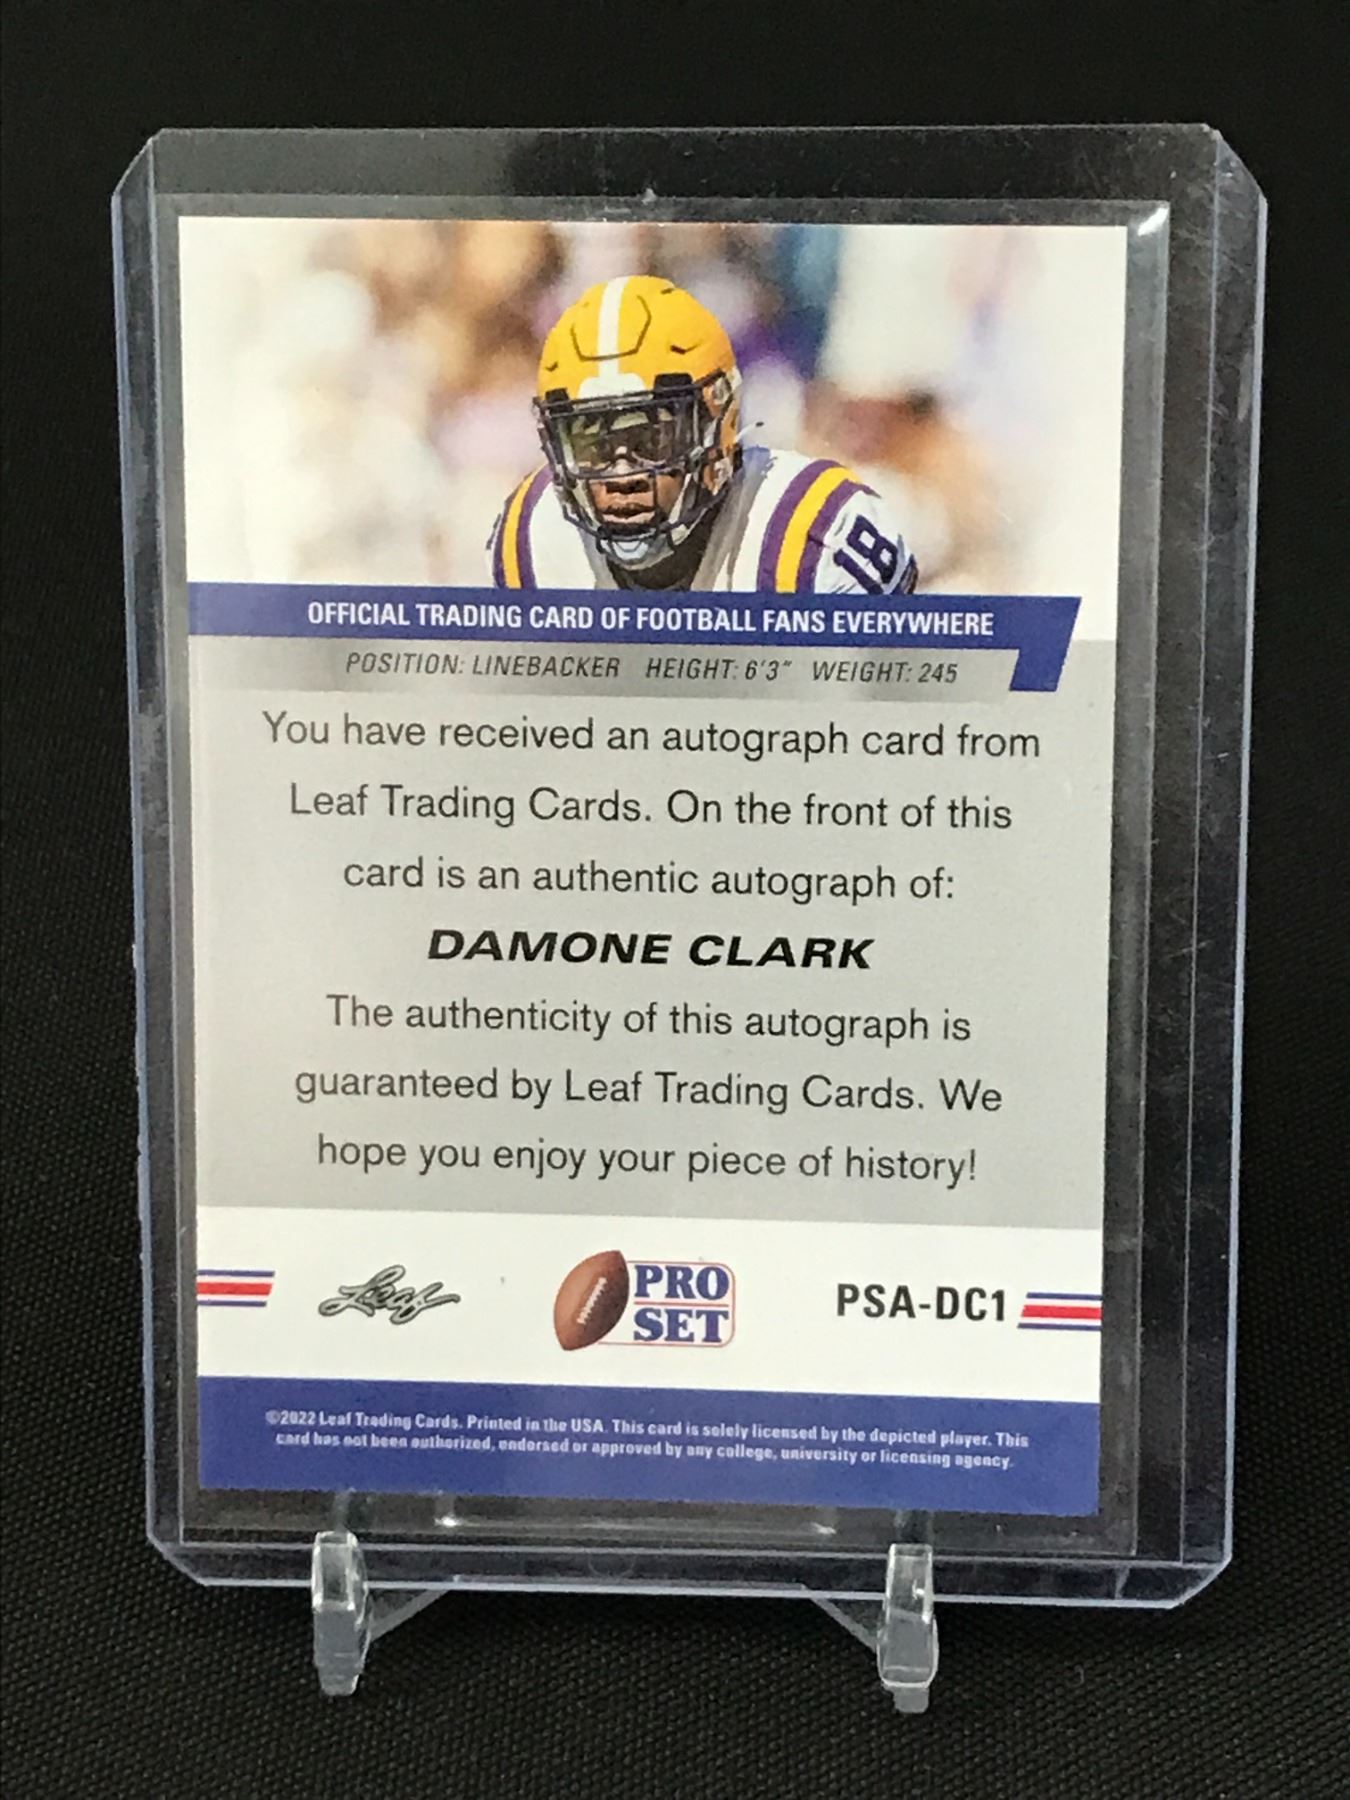 18
OFFICIAL TRADING CARD OF FOOTBALL FANS EVERYWHERE
POSITION: LINEBACKER HEIGHT: 6'3" WEIGHT: 245
You have received an autograph card from
Leaf Trading Cards. On the front of this
card is an authentic autograph of:
DAMONE CLARK
The authenticity of this autograph is
guaranteed by Leaf Trading Cards. We
hope you enjoy your piece of history!
Leaf
PRO
SET
PSA-DC1
©2022 Leaf Trading Cards. Printed in the USA. This card is solely licensed by the depicted player. This
card has not been authorized, endorsed or approved by any college, university or licensing agency.